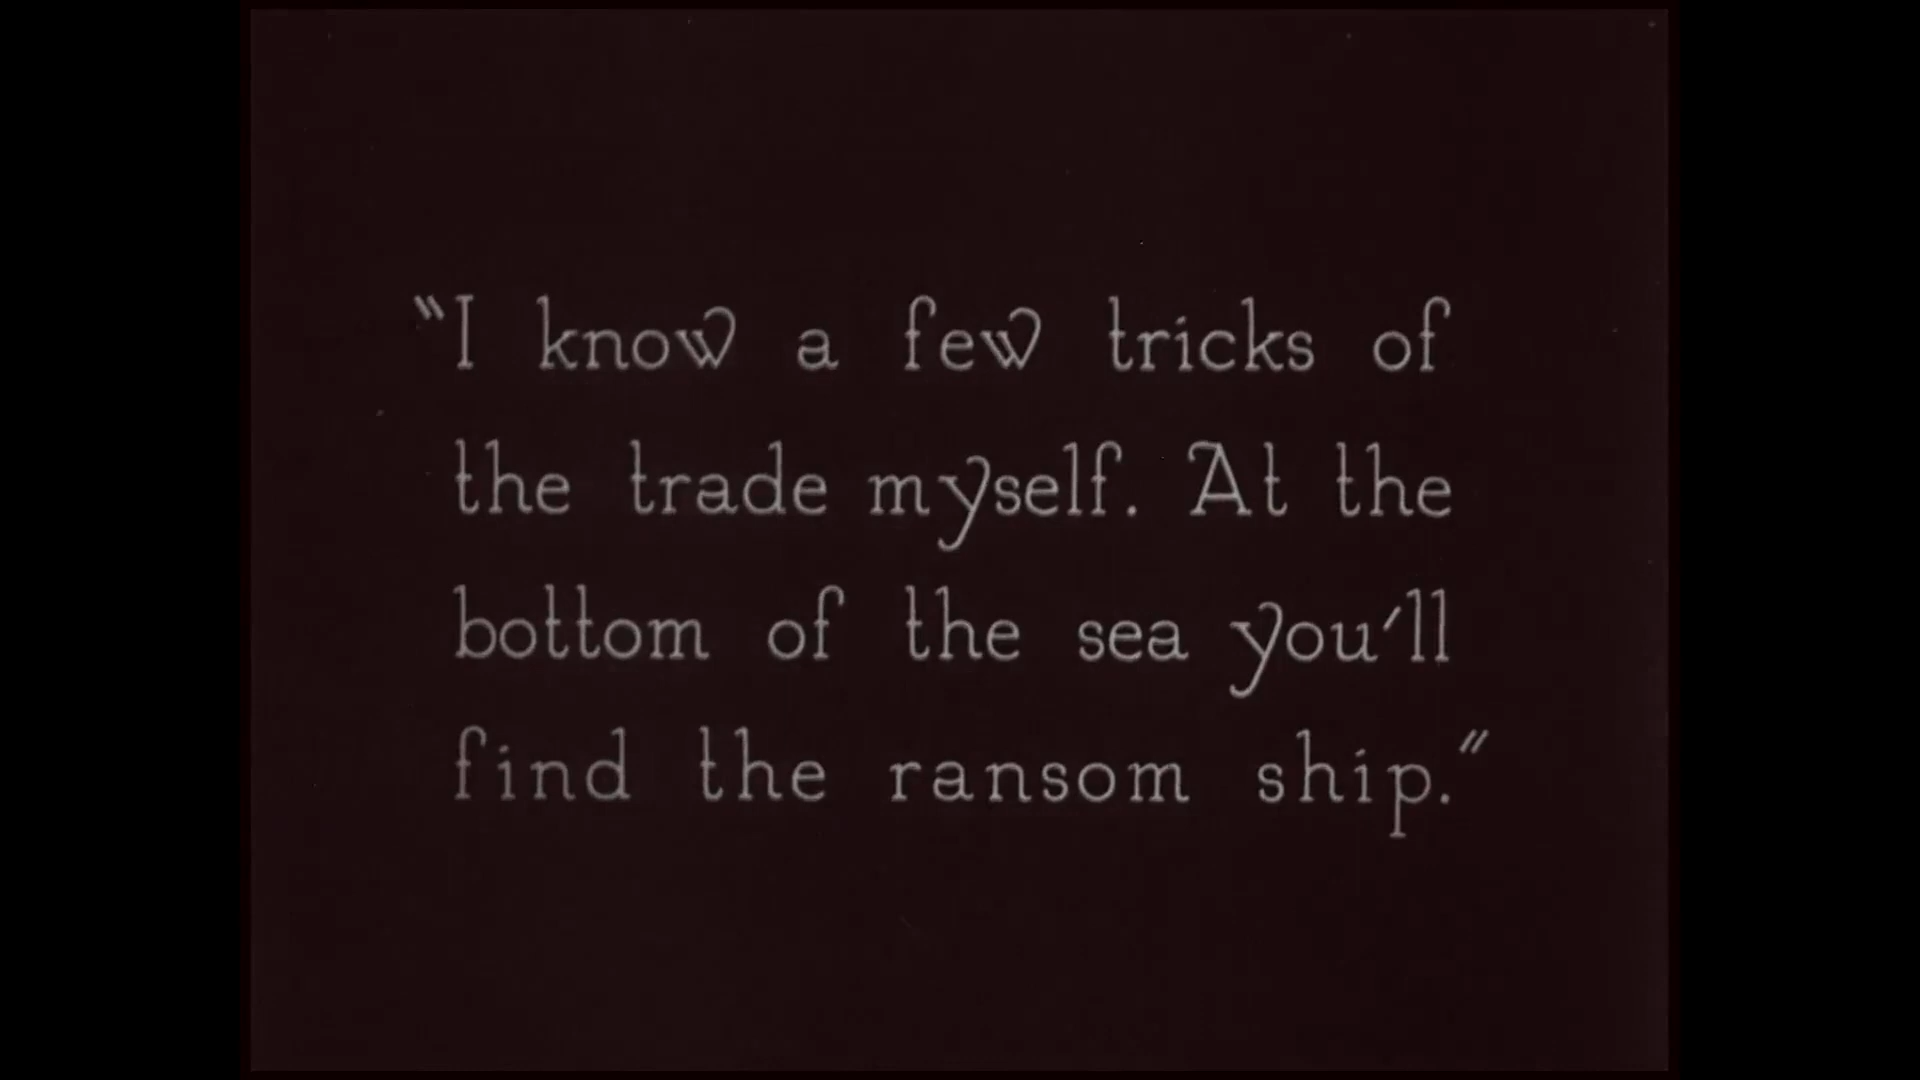 "I know a few tricks of
the trade myself. At the
bottom of the sea you'll
find the ransom ship."